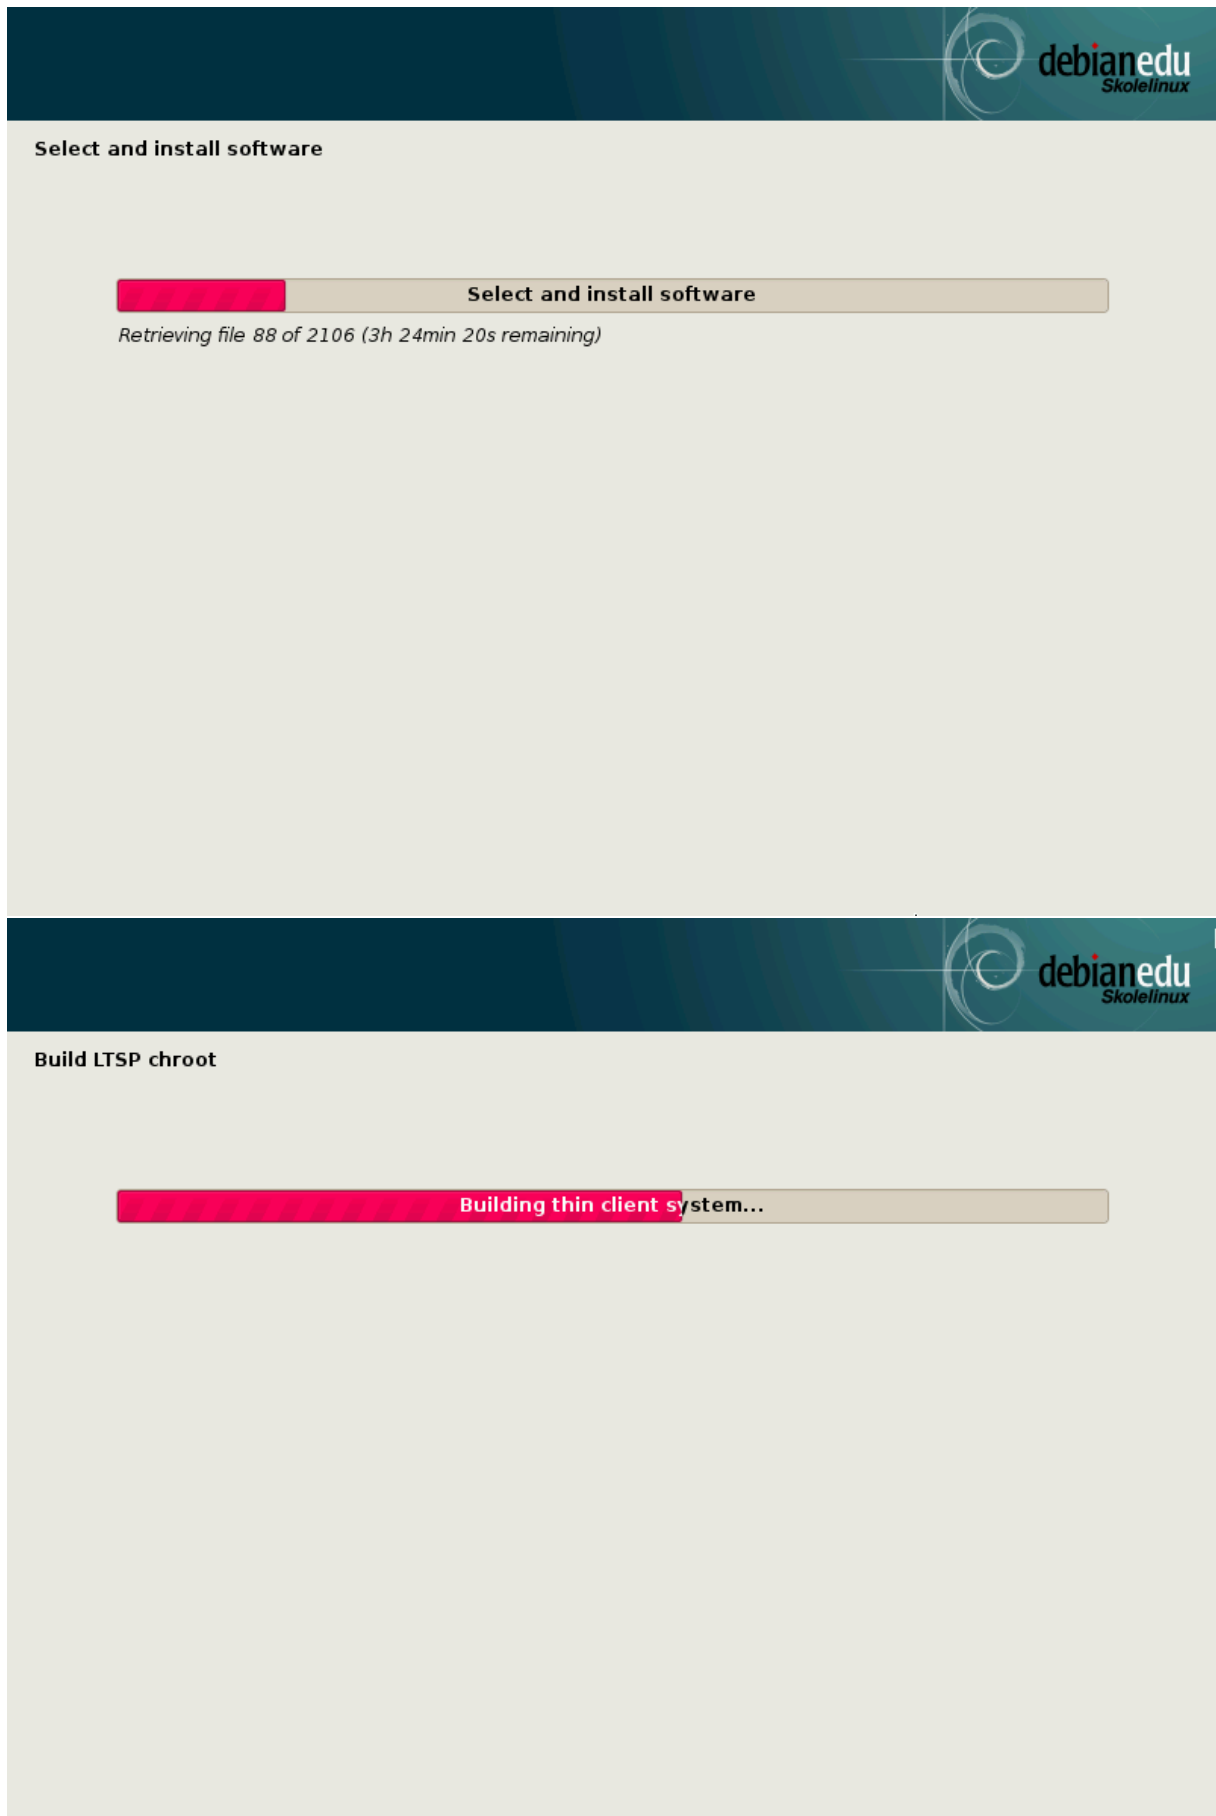 debianedu
Skolelinux
Select and install software
Select and install software
Retrieving file 88 of 2106 (3h 24min 20s remaining)
debianedu
Skolelinux
Build LTSP chroot
Building thin client system...